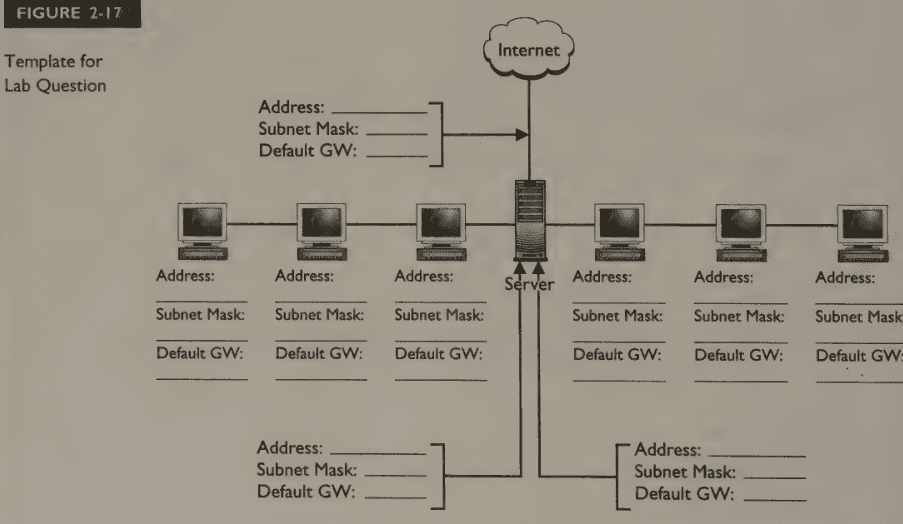 FIGURE 2-17
Template for
Lab Question
Internet
Address:
Subnet Mask:
Default GW:
Server
Address:
Subnet Mask:
Default GW:
Address:
Subnet Mask:
Default GW:
Address:
Subnet Mask:
Default GW:
Address:
Subnet Mask:
Default GW:
Address:
Subnet Mask:
Default GW:
Address:
Subnet Mask
Default GW:
Address:
Subnet Mask:
Default GW:
Address:
Subnet Mask:
Default GW: